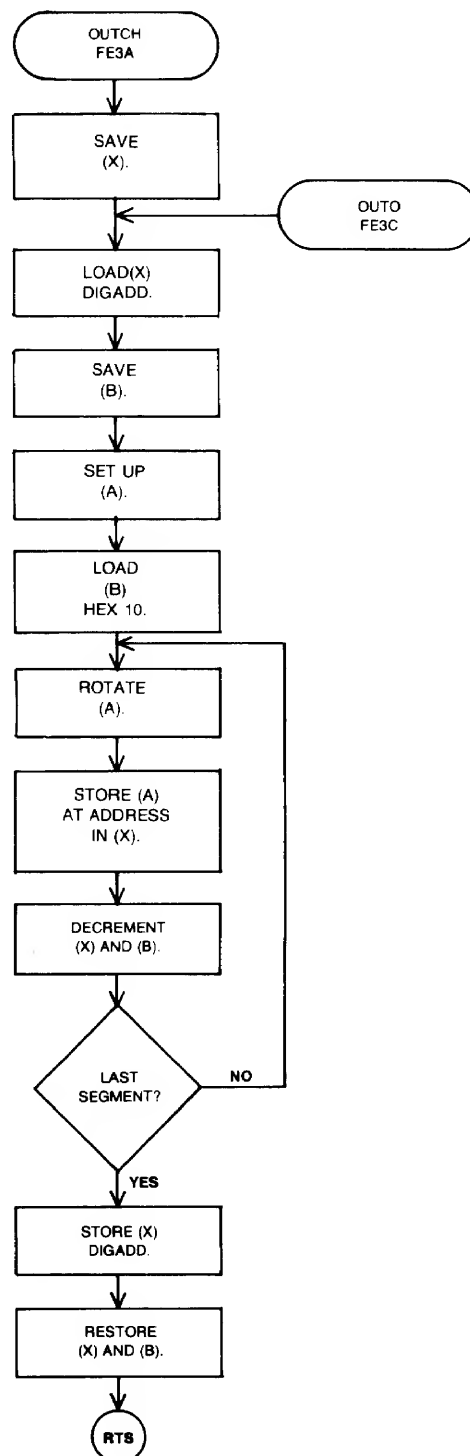 OUTCH
FE3A
SAVE
(X).
OUTO
FE3C
LOAD(X)
DIGADD.
SAVE
(B).
SET UP
(A).
LOAD
(B)
HEX 10.
ROTATE
(A).
STORE (A)
AT ADDRESS
IN (X).
DECREMENT
(X) AND (B).
LAST
SEGMENT?
NO
YES
STORE (X)
DIGADD.
RESTORE
(X) AND (B).
RTS